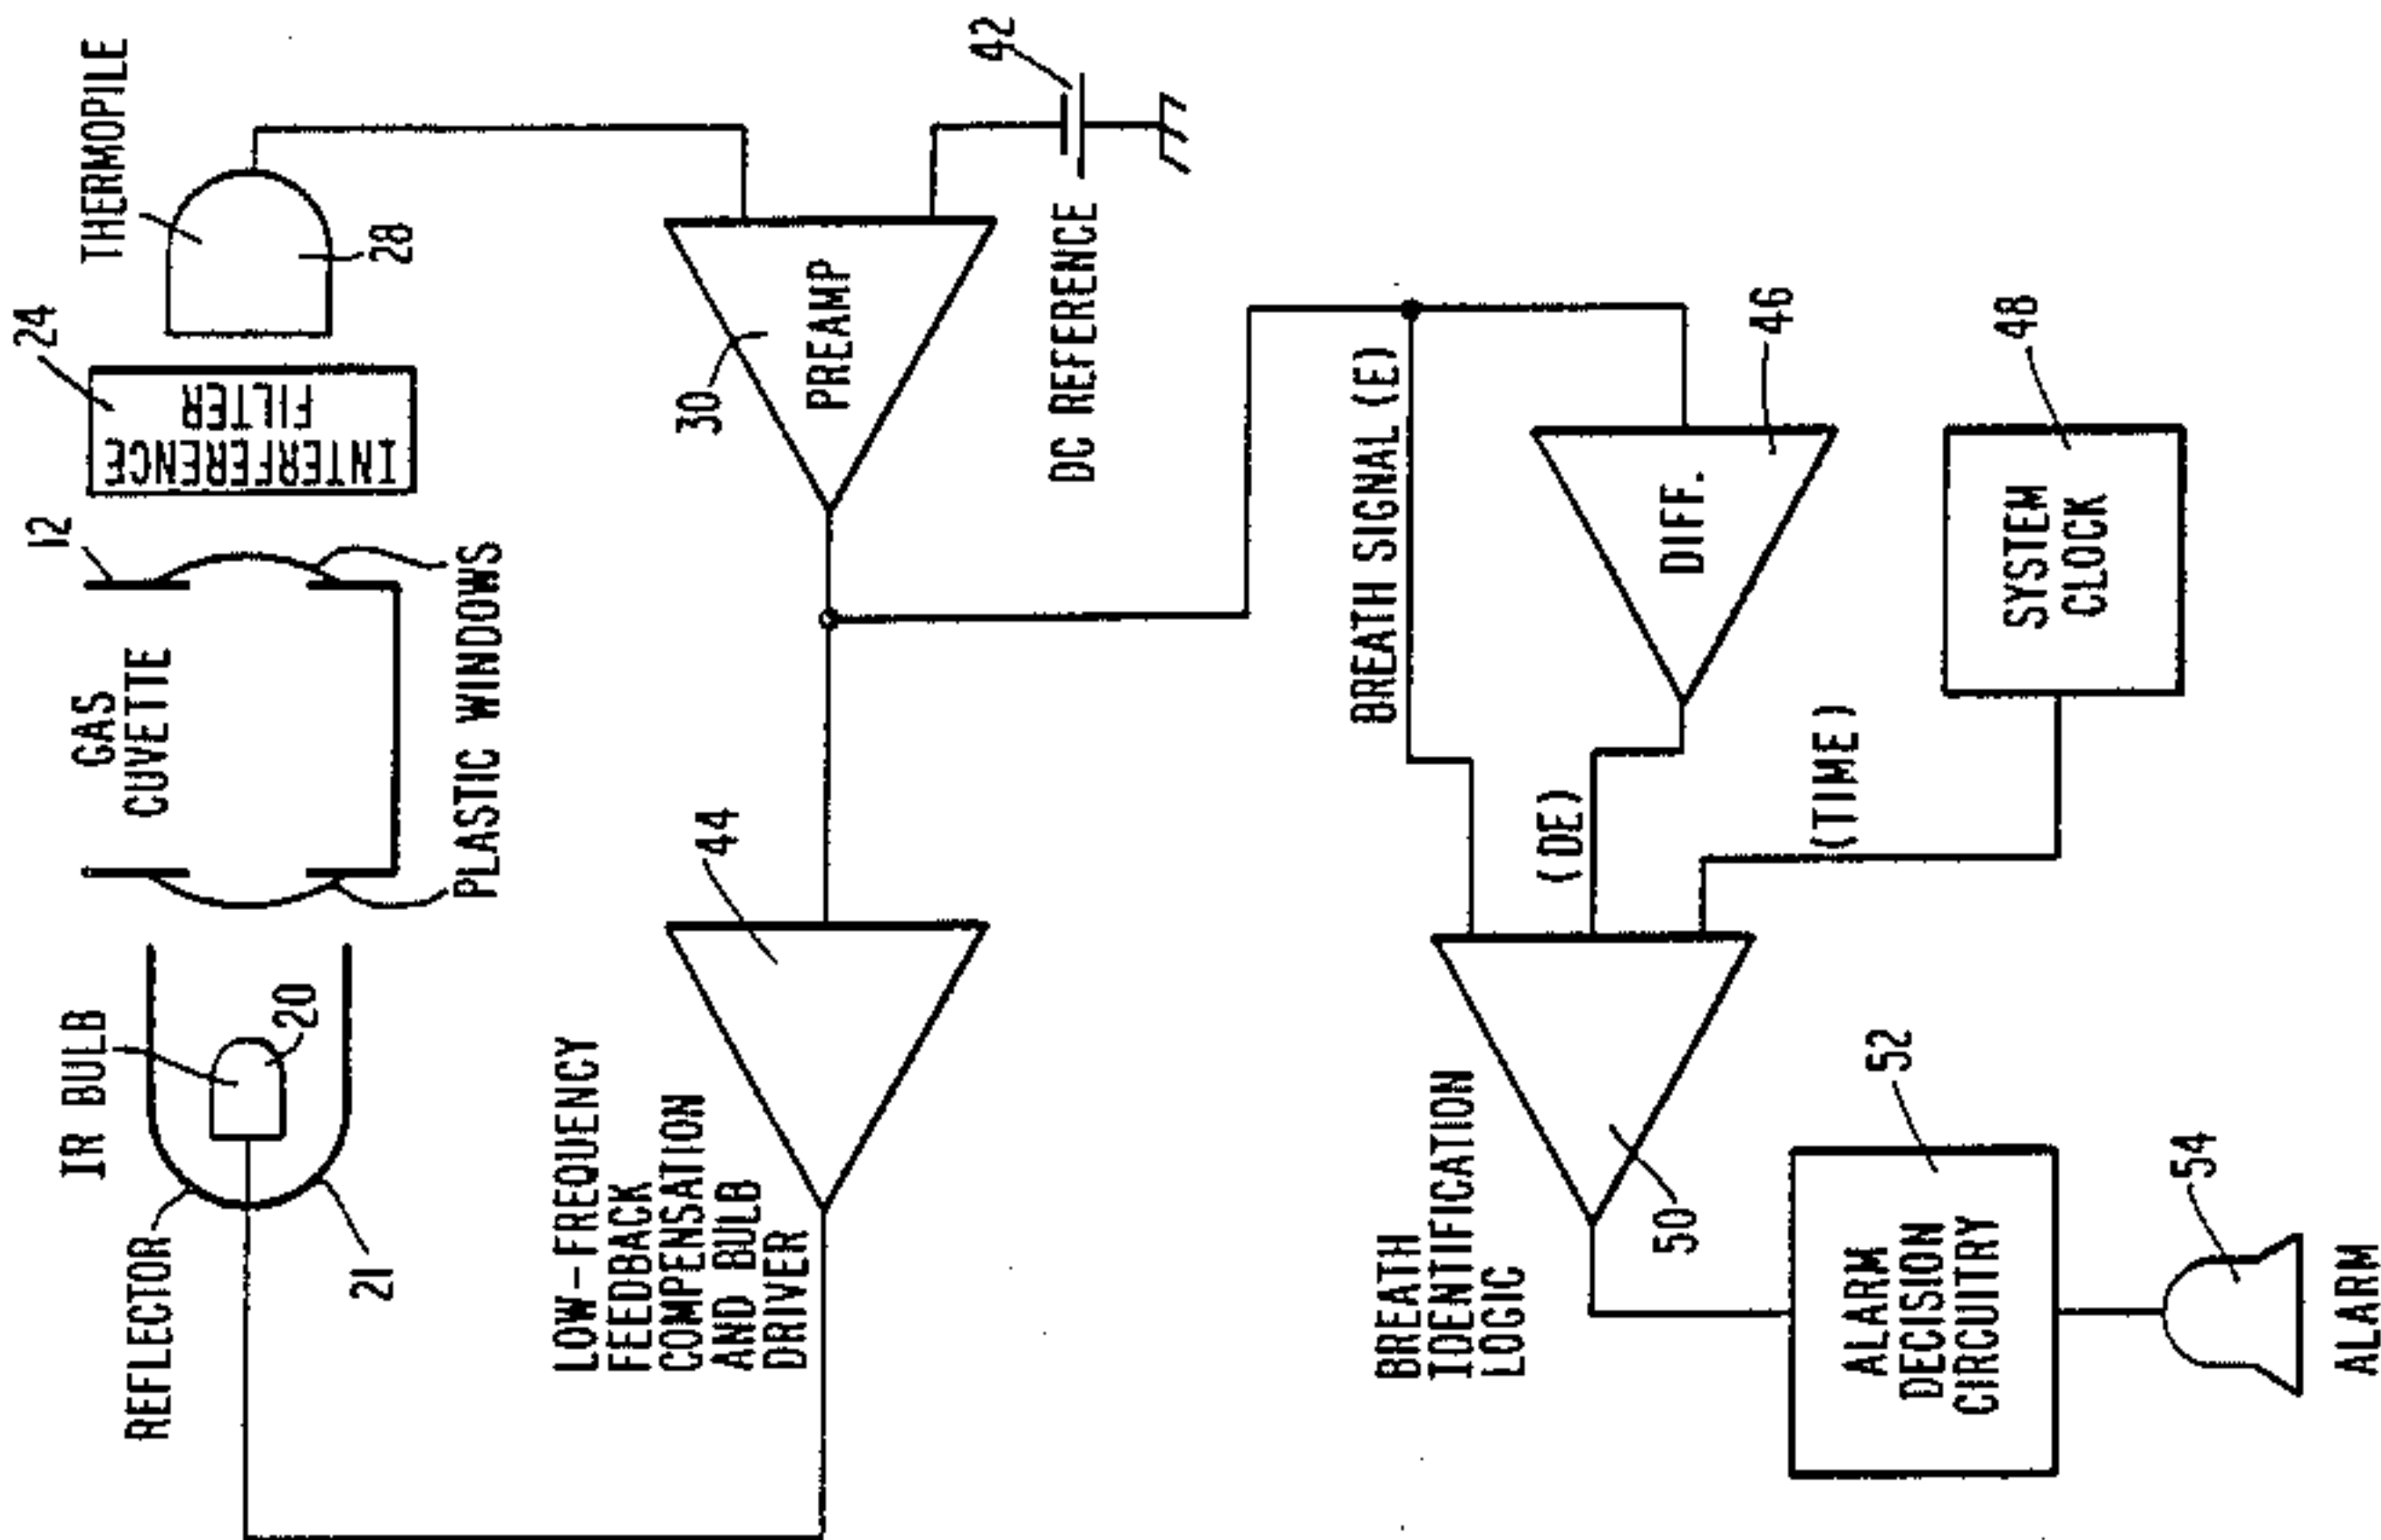 REFLECTOR
21
IR BULB
20
GAS
CUVETTE
PLASTIC WINDOWS
12
24
INTERFERENCE
FILTER
THERMOPILE
28
LOW-FREQUENCY
FEEDBACK
COMPENSATION
AND BULB
DRIVER
44
30
PREAMP
DC REFERENCE
42
BREATH SIGNAL (E)
BREATH
IDENTIFICATION
LOGIC
50
(DE)
DIFF.
46
(TIME)
SYSTEM
CLOCK
48
ALARM
DECISION
CIRCUITRY
52
54
ALARM